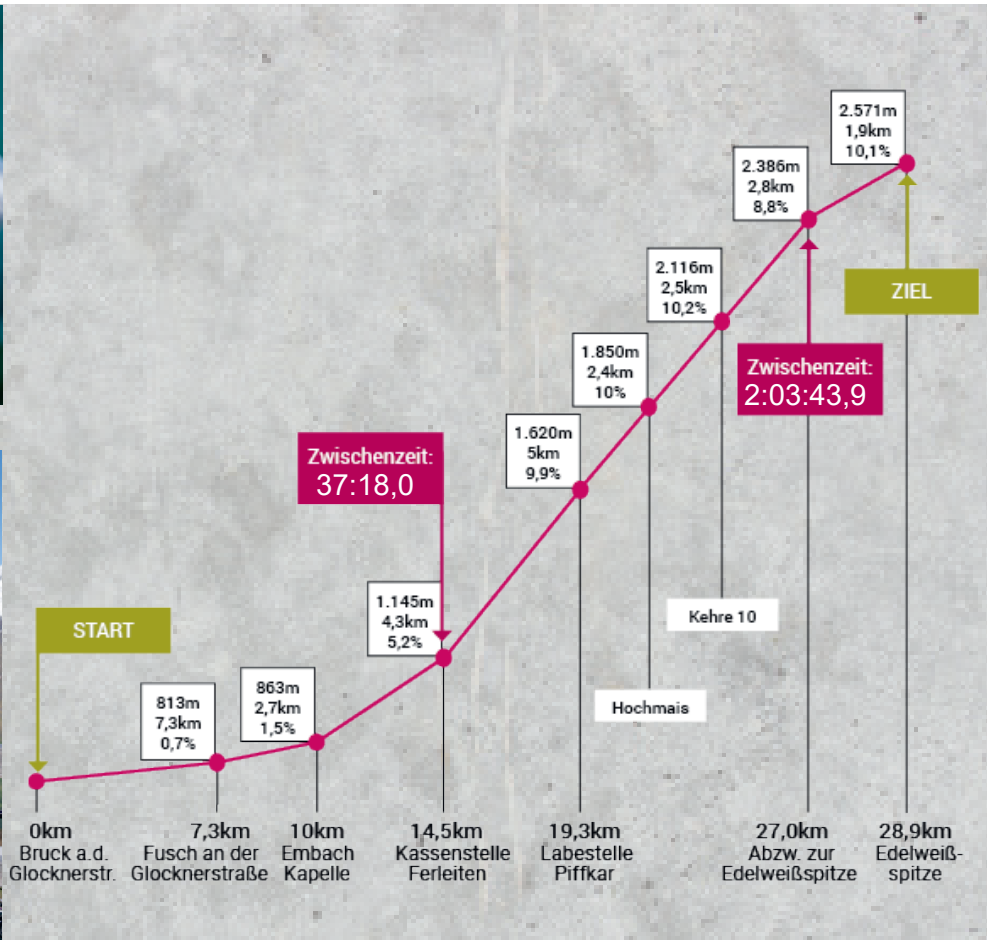 2.571m
1,9km
10,1%
2.386m
2,8km
8,8%
ZIEL
2.116m
2,5km
10,2%
1.850m
2,4km
10%
Zwischenzeit:
2:03:43,9
1.620m
5km
9,9%
Zwischenzeit:
37:18,0
1.145m
4,3km
5,2%
START
Kehre 10
863m
2,7km
1,5%
813m
7,3km
0,7%
Hochmais
0km
Bruck a.d.
Glocknerstr.
7,3km
Fusch an der
Glocknerstraße
10km
Embach
Kapelle
14,5km
Kassenstelle
Ferleiten
19,3km
Labestelle
Piffkar
27,0km
Abzw. zur
Edelweißspitze
28,9km
Edelweiß-
spitze